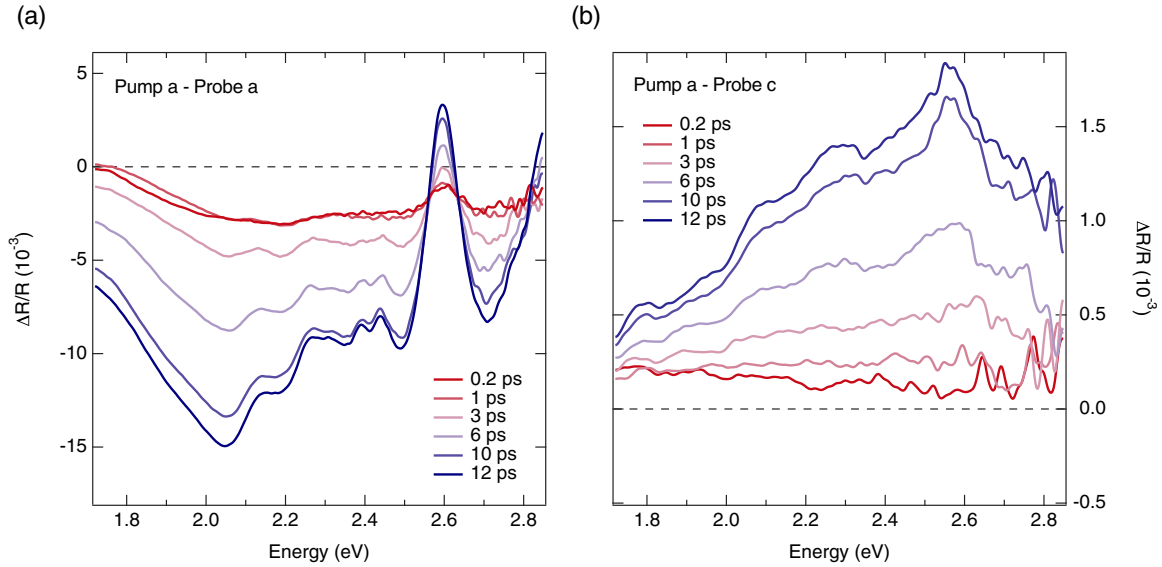 (a)
Pump a - Probe a
5
0
-5
-10
-15
ΔR/R (10⁻³)
0.2 ps
1 ps
3 ps
6 ps
10 ps
12 ps
1.8 2.0 2.2 2.4 2.6 2.8
Energy (eV)
(b)
Pump a - Probe c
0.2 ps
1 ps
3 ps
6 ps
10 ps
12 ps
1.5
1.0
0.5
0.0
-0.5
ΔR/R (10⁻³)
1.8 2.0 2.2 2.4 2.6 2.8
Energy (eV)